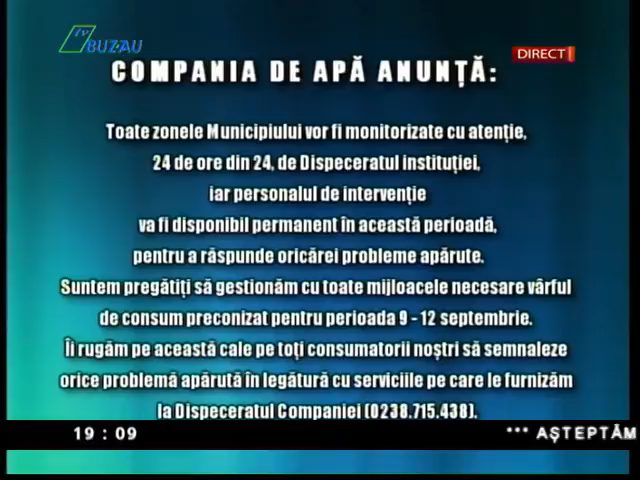 TV BUZAU
DIRECT
COMPANIA DE APĂ ANUNȚĂ:
Toate zonele Municipiului vor fi monitorizate cu atenție,
24 de ore din 24, de Dispeceratul instituției,
iar personalul de intervenție
va fi disponibil permanent în această perioadă,
pentru a răspunde oricărei probleme apărute.
Suntem pregătiți să gestionăm cu toate mijloacele necesare vârful
de consum preconizat pentru perioada 9 - 12 septembrie.
Îi rugăm pe această cale pe toți consumatorii noștri să semnaleze
orice problemă apărută în legătură cu serviciile pe care le furnizăm
la Dispeceratul Companiei (0238.715.438).
19 : 09
*** AȘTEPTĂM